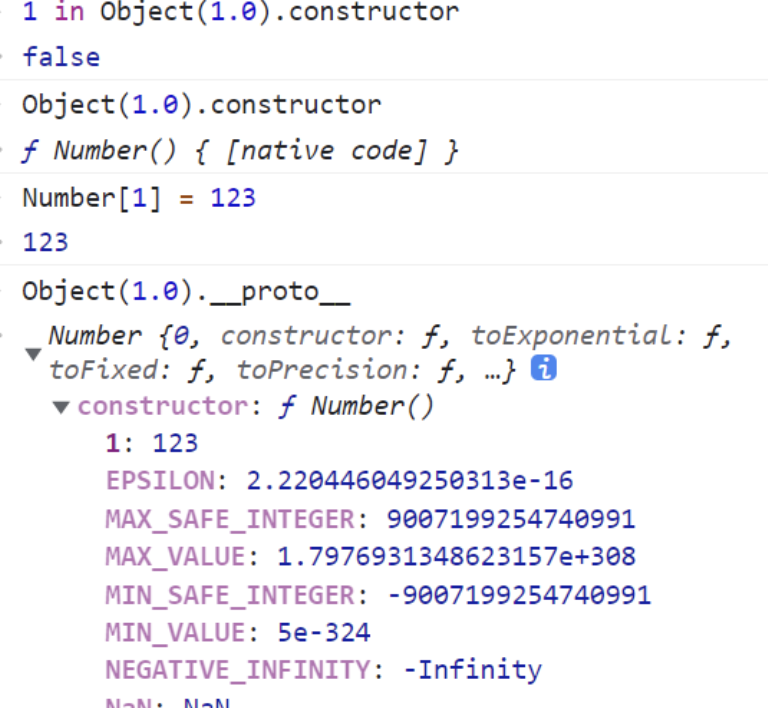 1 in Object(1.0).constructor
false
Object(1.0).constructor
ƒ Number() { [native code] }
Number[1] = 123
123
Object(1.0).__proto__
Number {0, constructor: ƒ, toExponential: ƒ,
toFixed: ƒ, toPrecision: ƒ, …} i
constructor: ƒ Number()
1: 123
EPSILON: 2.220446049250313e-16
MAX_SAFE_INTEGER: 9007199254740991
MAX_VALUE: 1.7976931348623157e+308
MIN_SAFE_INTEGER: -9007199254740991
MIN_VALUE: 5e-324
NEGATIVE_INFINITY: -Infinity
NaN: NaN